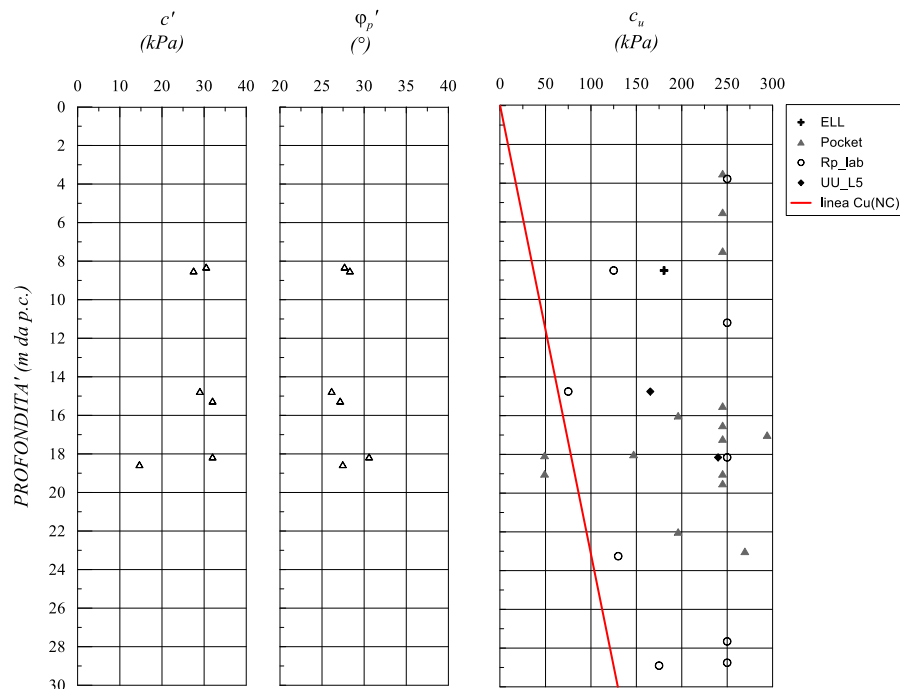 c'
(kPa)
φp'
(°)
cu
(kPa)
0 10 20 30 40
20 25 30 35 40
0 50 100 150 200 250 300
PROFONDITA' (m da p.c.)
0
2
4
6
8
10
12
14
16
18
20
22
24
26
28
30
ELL
Pocket
Rp_lab
UU_L5
linea Cu(NC)